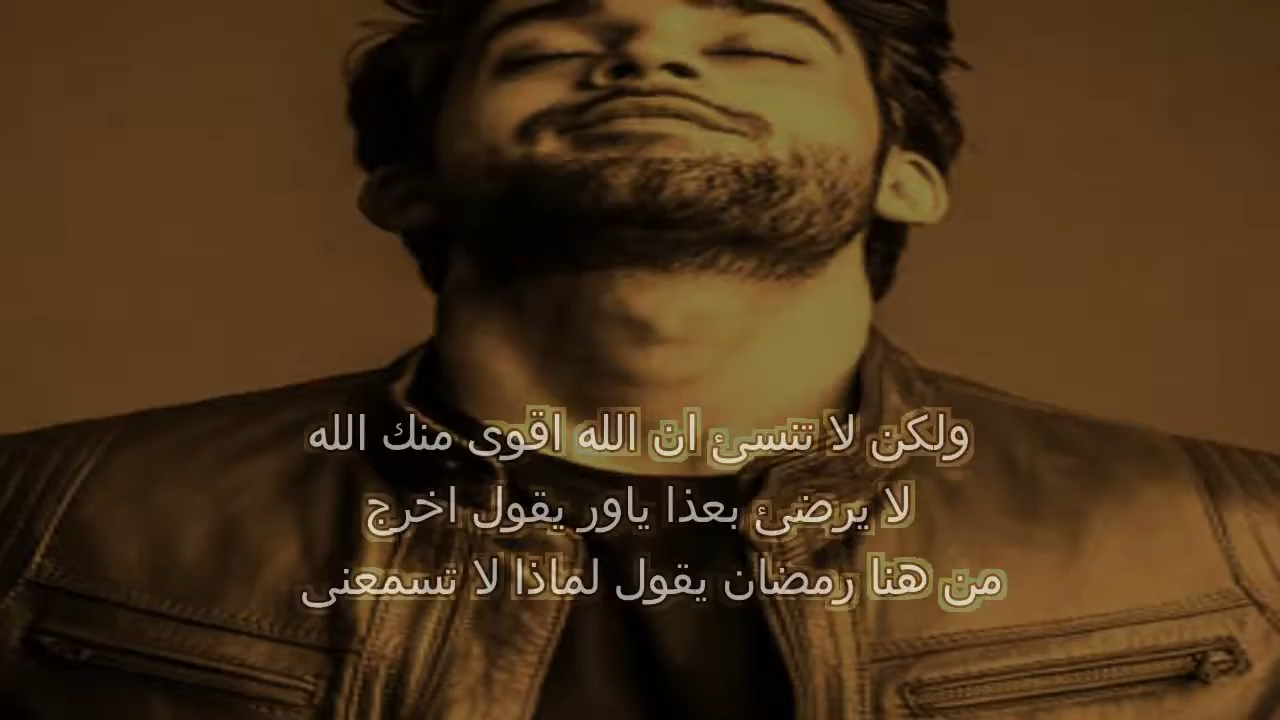 ولكن لا تنسئ ان الله اقوى منك الله
لا يرضئ بعذا ياور يقول اخرج
من هنا رمضان يقول لماذا لا تسمعنى